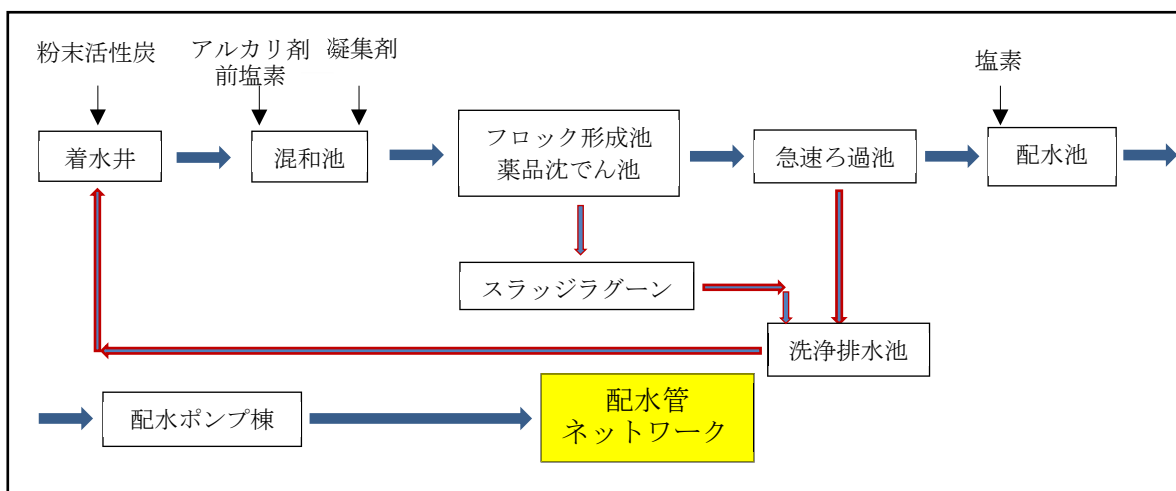 粉末活性炭
アルカリ剤
前塩素
凝集剤
塩素
着水井
混和池
フロック形成池
薬品沈でん池
急速ろ過池
配水池
スラッジラグーン
洗浄排水池
配水ポンプ棟
配水管
ネットワーク